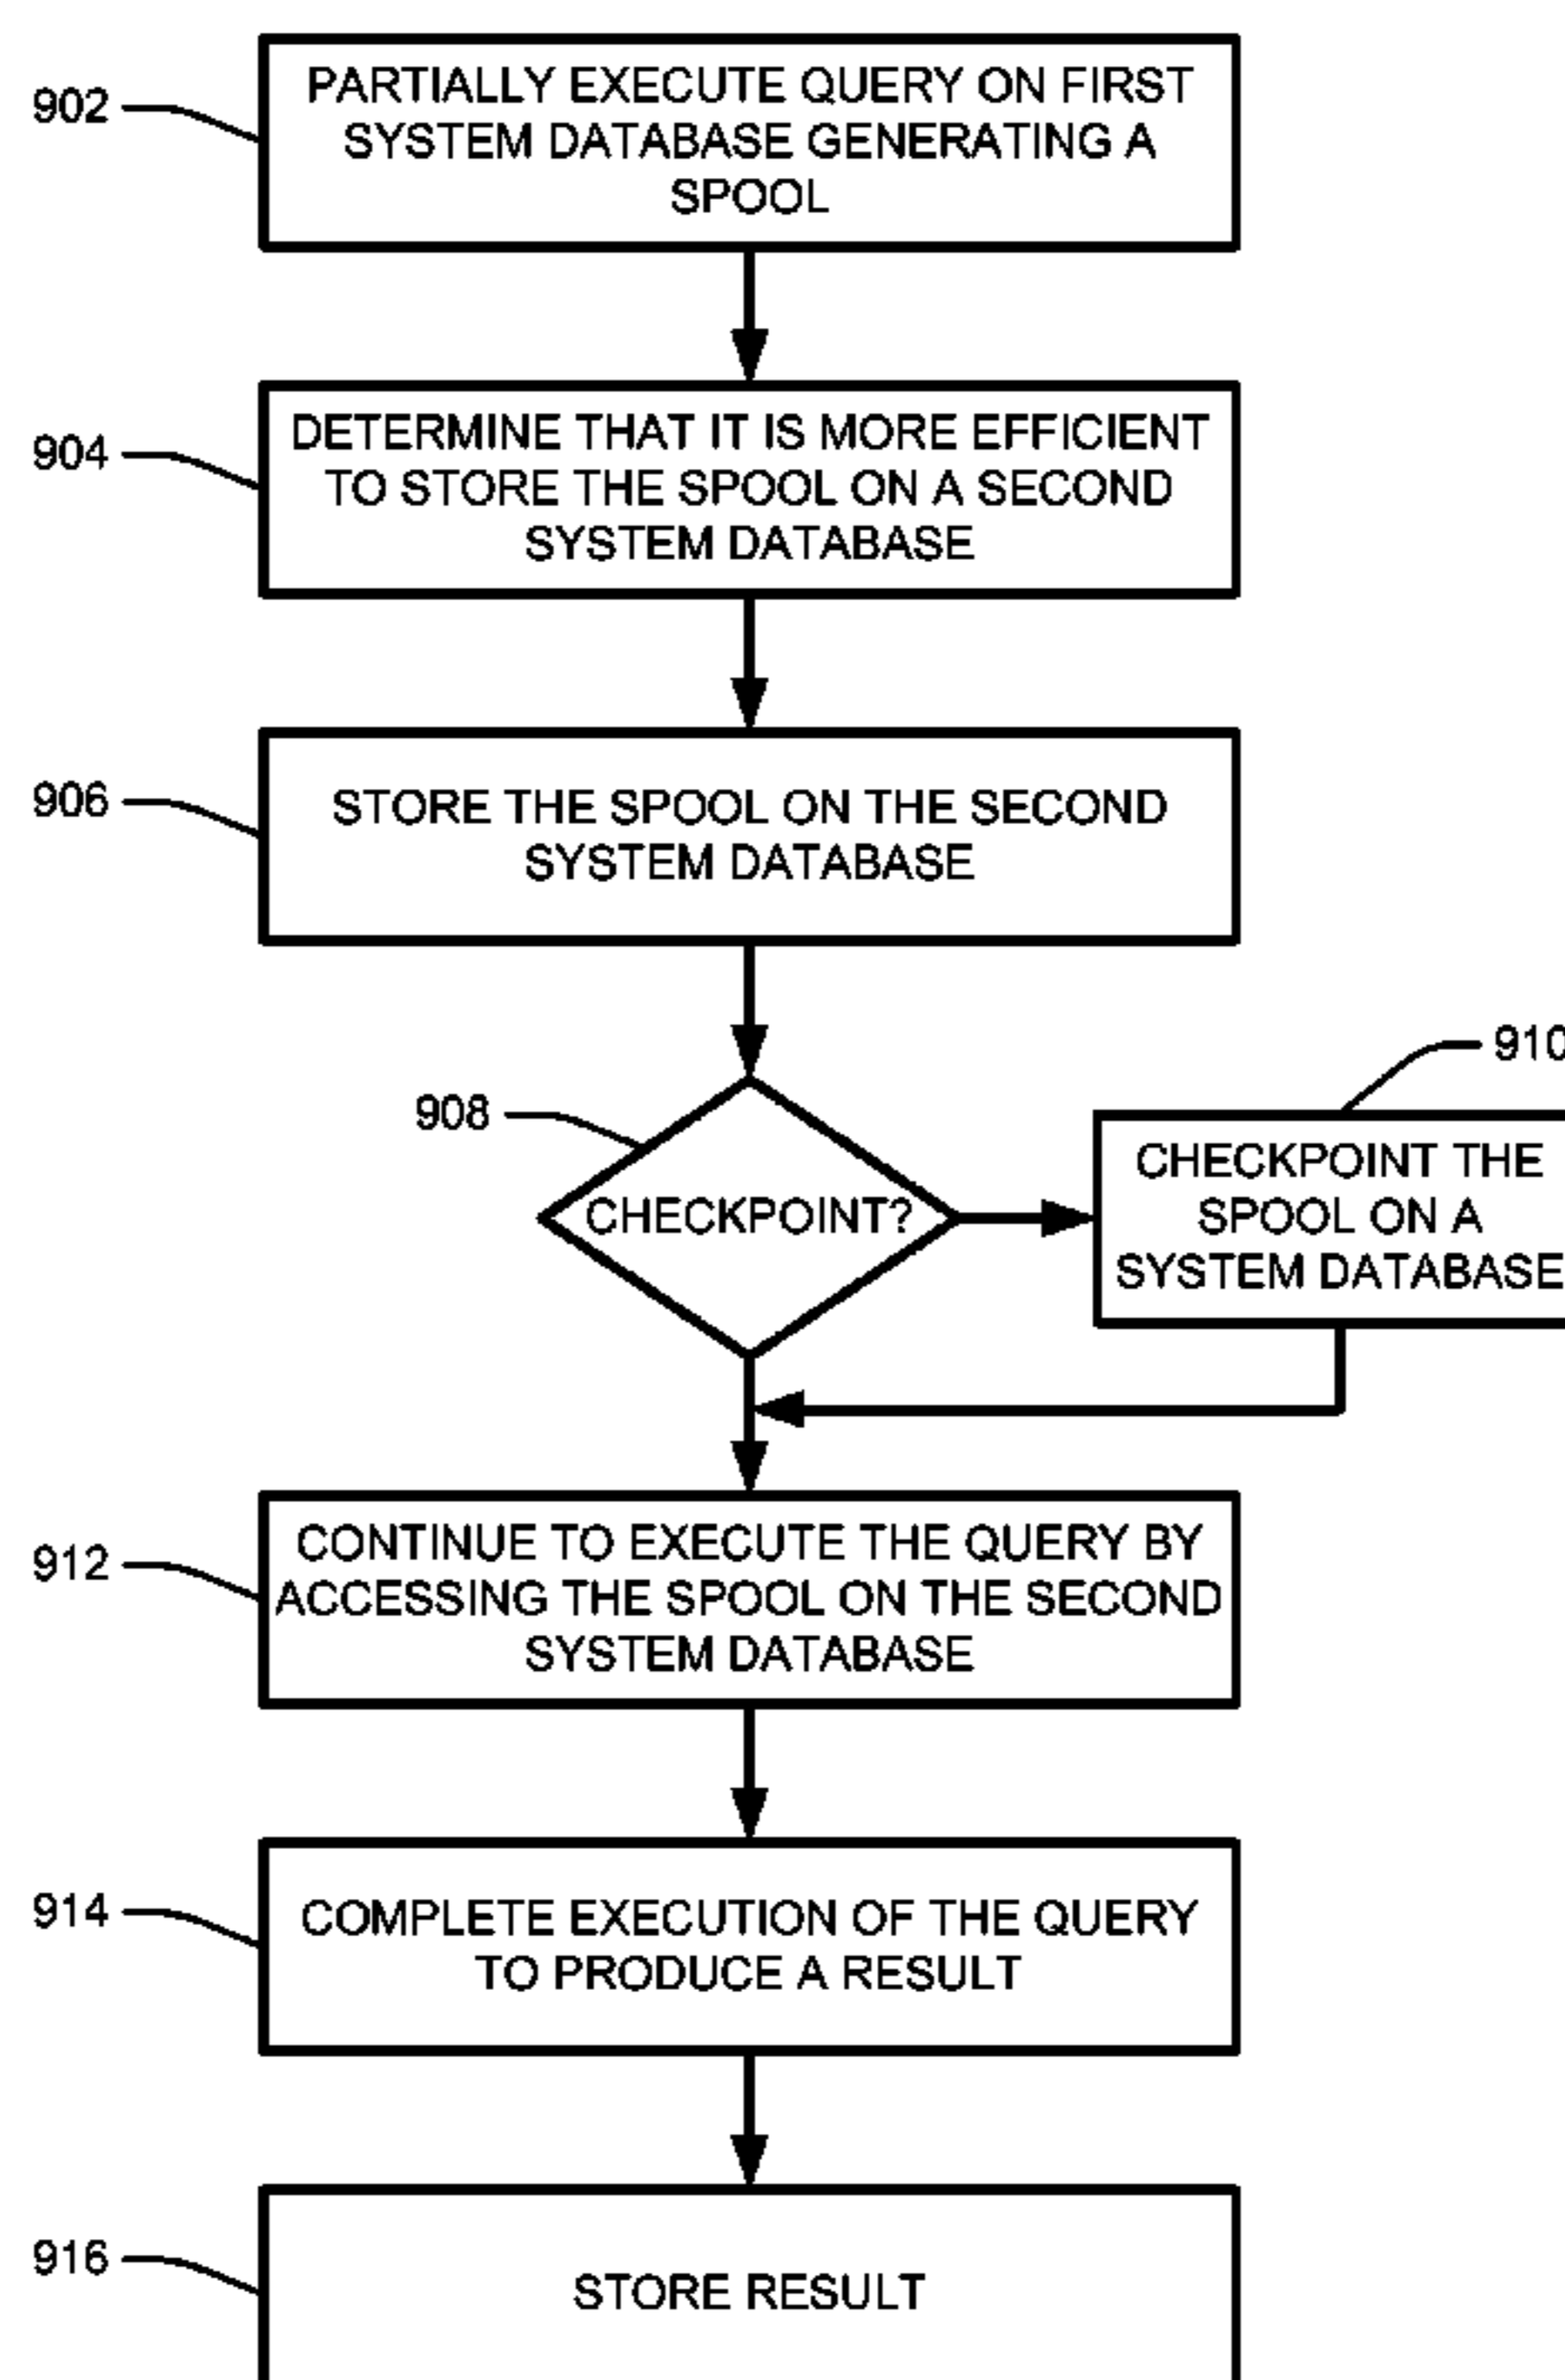 902
PARTIALLY EXECUTE QUERY ON FIRST
SYSTEM DATABASE GENERATING A
SPOOL
904
DETERMINE THAT IT IS MORE EFFICIENT
TO STORE THE SPOOL ON A SECOND
SYSTEM DATABASE
906
STORE THE SPOOL ON THE SECOND
SYSTEM DATABASE
908
CHECKPOINT?
910
CHECKPOINT THE
SPOOL ON A
SYSTEM DATABASE
912
CONTINUE TO EXECUTE THE QUERY BY
ACCESSING THE SPOOL ON THE SECOND
SYSTEM DATABASE
914
COMPLETE EXECUTION OF THE QUERY
TO PRODUCE A RESULT
916
STORE RESULT